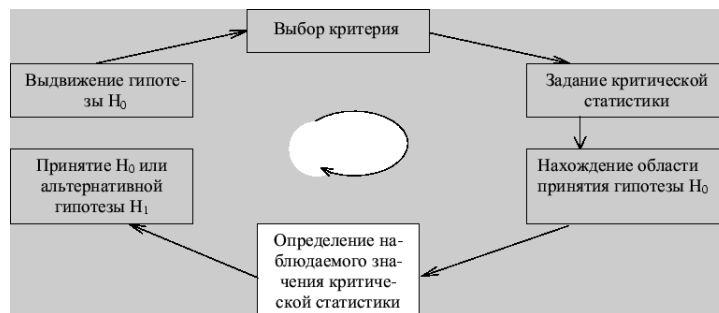 Выбор критерия
Выдвижение гипоте-
зы H₀
Задание критической
статистики
Принятие H₀ или
альтернативной
гипотезы H₁
Нахождение области
принятия гипотезы H₀
Определение на-
блюдаемого зна-
чения критиче-
ской статистики